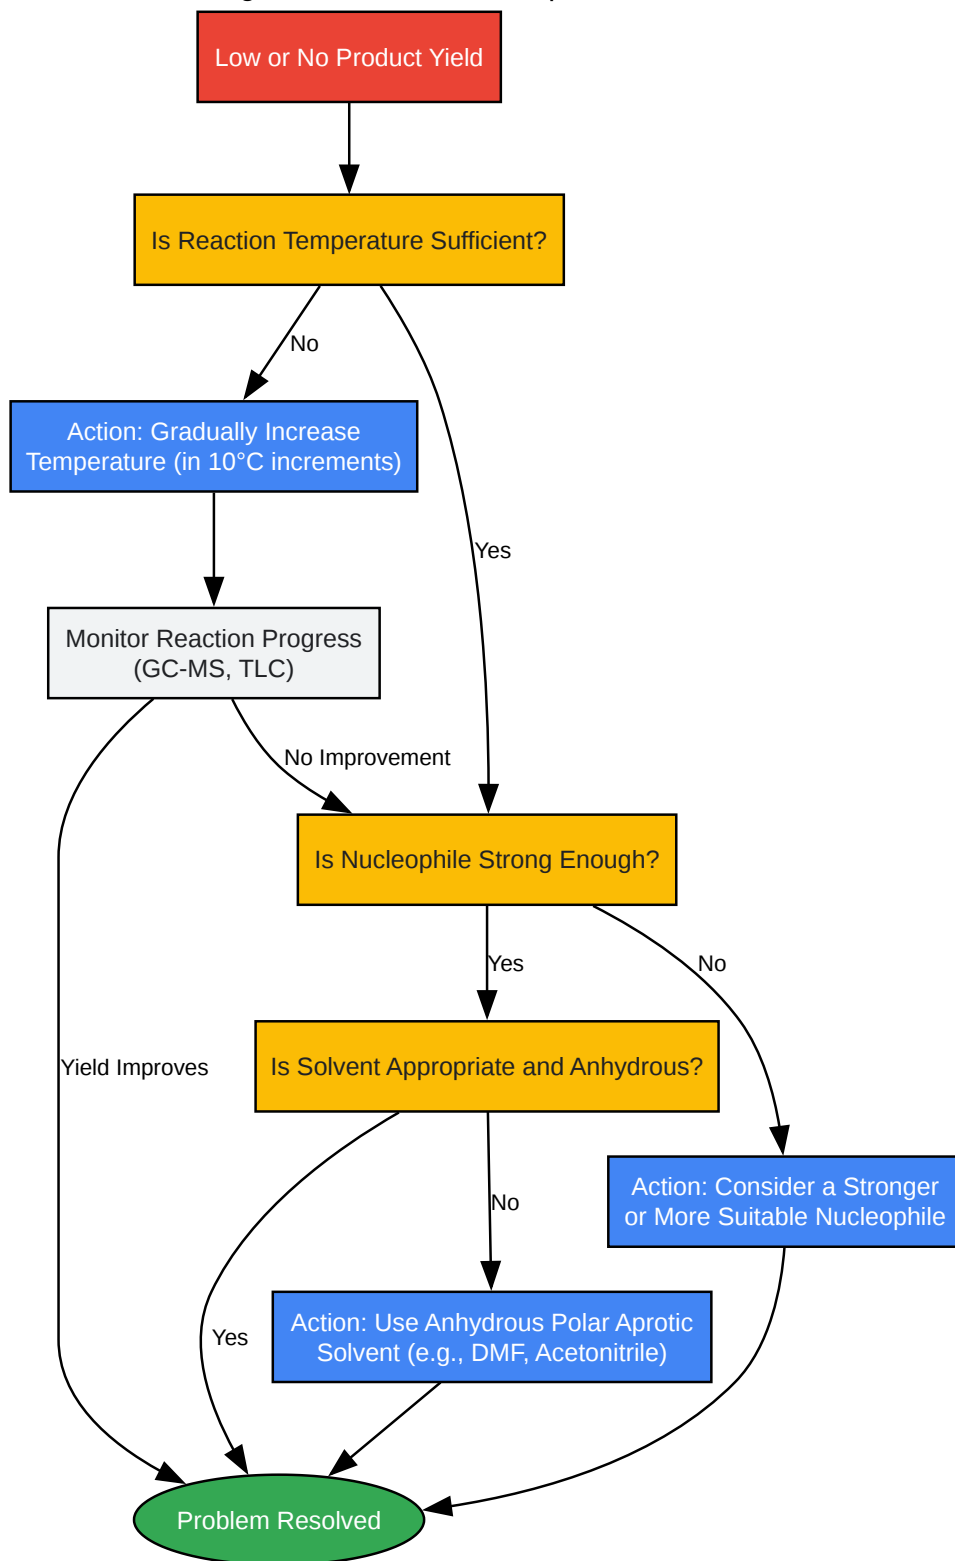 Low or No Product Yield
Is Reaction Temperature Sufficient?
No
Action: Gradually Increase
Temperature (in 10°C increments)
Yes
Monitor Reaction Progress
(GC-MS, TLC)
No Improvement
Is Nucleophile Strong Enough?
Yes
No
Yield Improves
Is Solvent Appropriate and Anhydrous?
Action: Consider a Stronger
or More Suitable Nucleophile
No
Yes
Action: Use Anhydrous Polar Aprotic
Solvent (e.g., DMF, Acetonitrile)
Problem Resolved